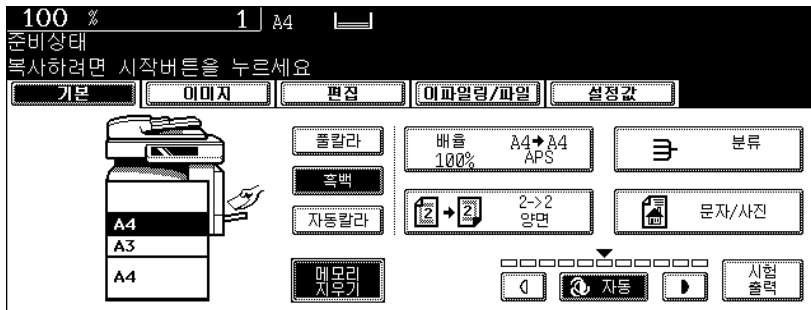 100 % 1 A4
준비상태
복사하려면 시작버튼을 누르세요
기본 이미지 편집 이파일링/파일 설정값
풀칼라
흑백
자동칼라
메모리
지우기
A4
A3
A4
배율 A4→A4
100% APS
분류
2→2 2->2
양면
문자/사진
자동
시험
출력